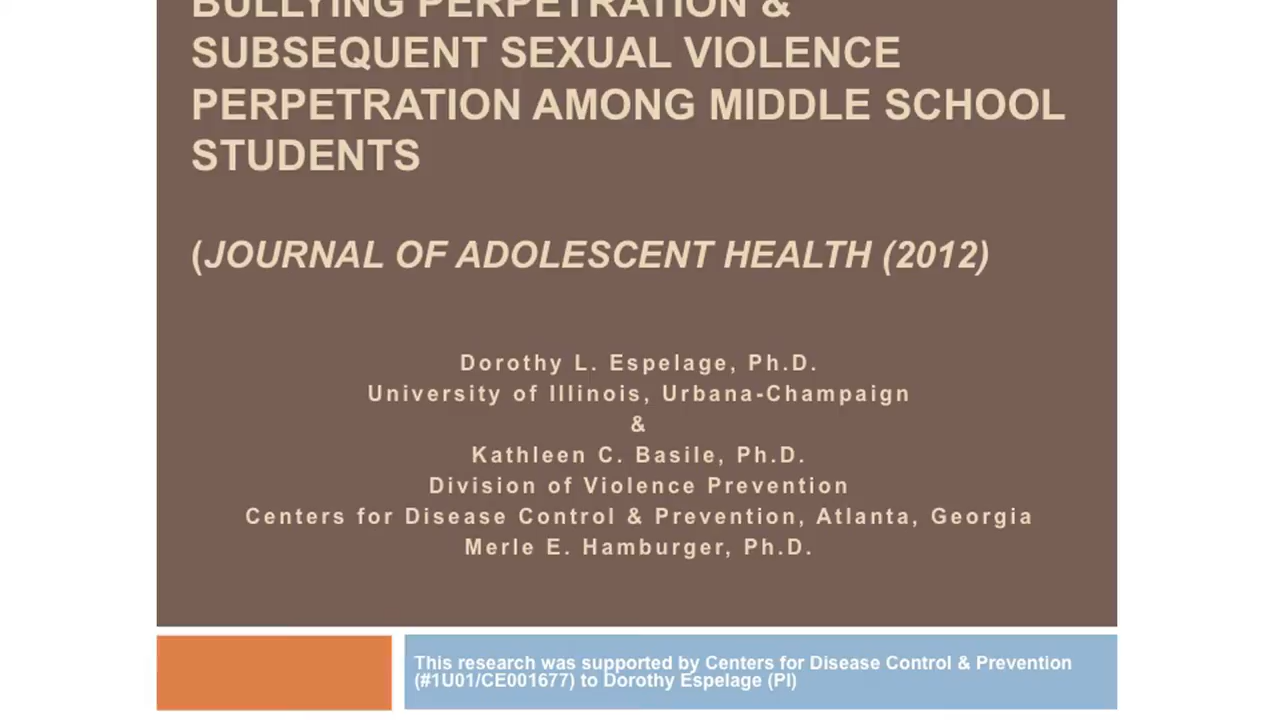 BULLYING PERPETRATION &
SUBSEQUENT SEXUAL VIOLENCE
PERPETRATION AMONG MIDDLE SCHOOL
STUDENTS
(JOURNAL OF ADOLESCENT HEALTH (2012)
Dorothy L. Espelage, Ph.D.
University of Illinois, Urbana-Champaign
&
Kathleen C. Basile, Ph.D.
Division of Violence Prevention
Centers for Disease Control & Prevention, Atlanta, Georgia
Merle E. Hamburger, Ph.D.
This research was supported by Centers for Disease Control & Prevention
(#1U01/CE001677) to Dorothy Espelage (PI)